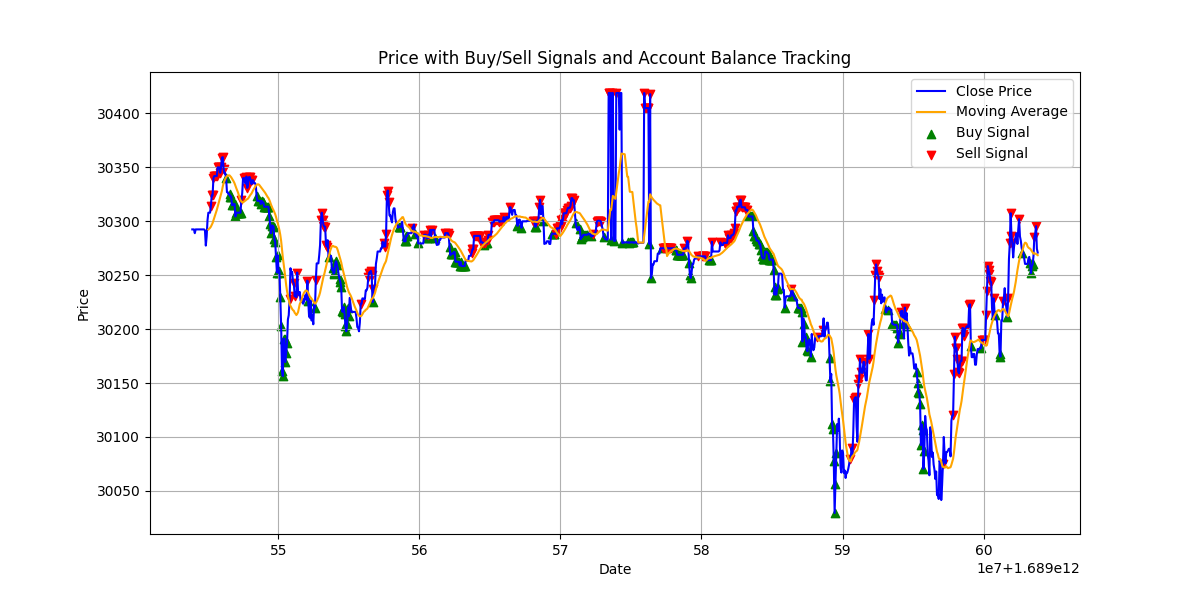 Price with Buy/Sell Signals and Account Balance Tracking
Close Price
Moving Average
Buy Signal
Sell Signal
30400
30350
30300
30250
30200
30150
30100
30050
Price
55 56 57 58 59 60
1e7+1.689e12
Date